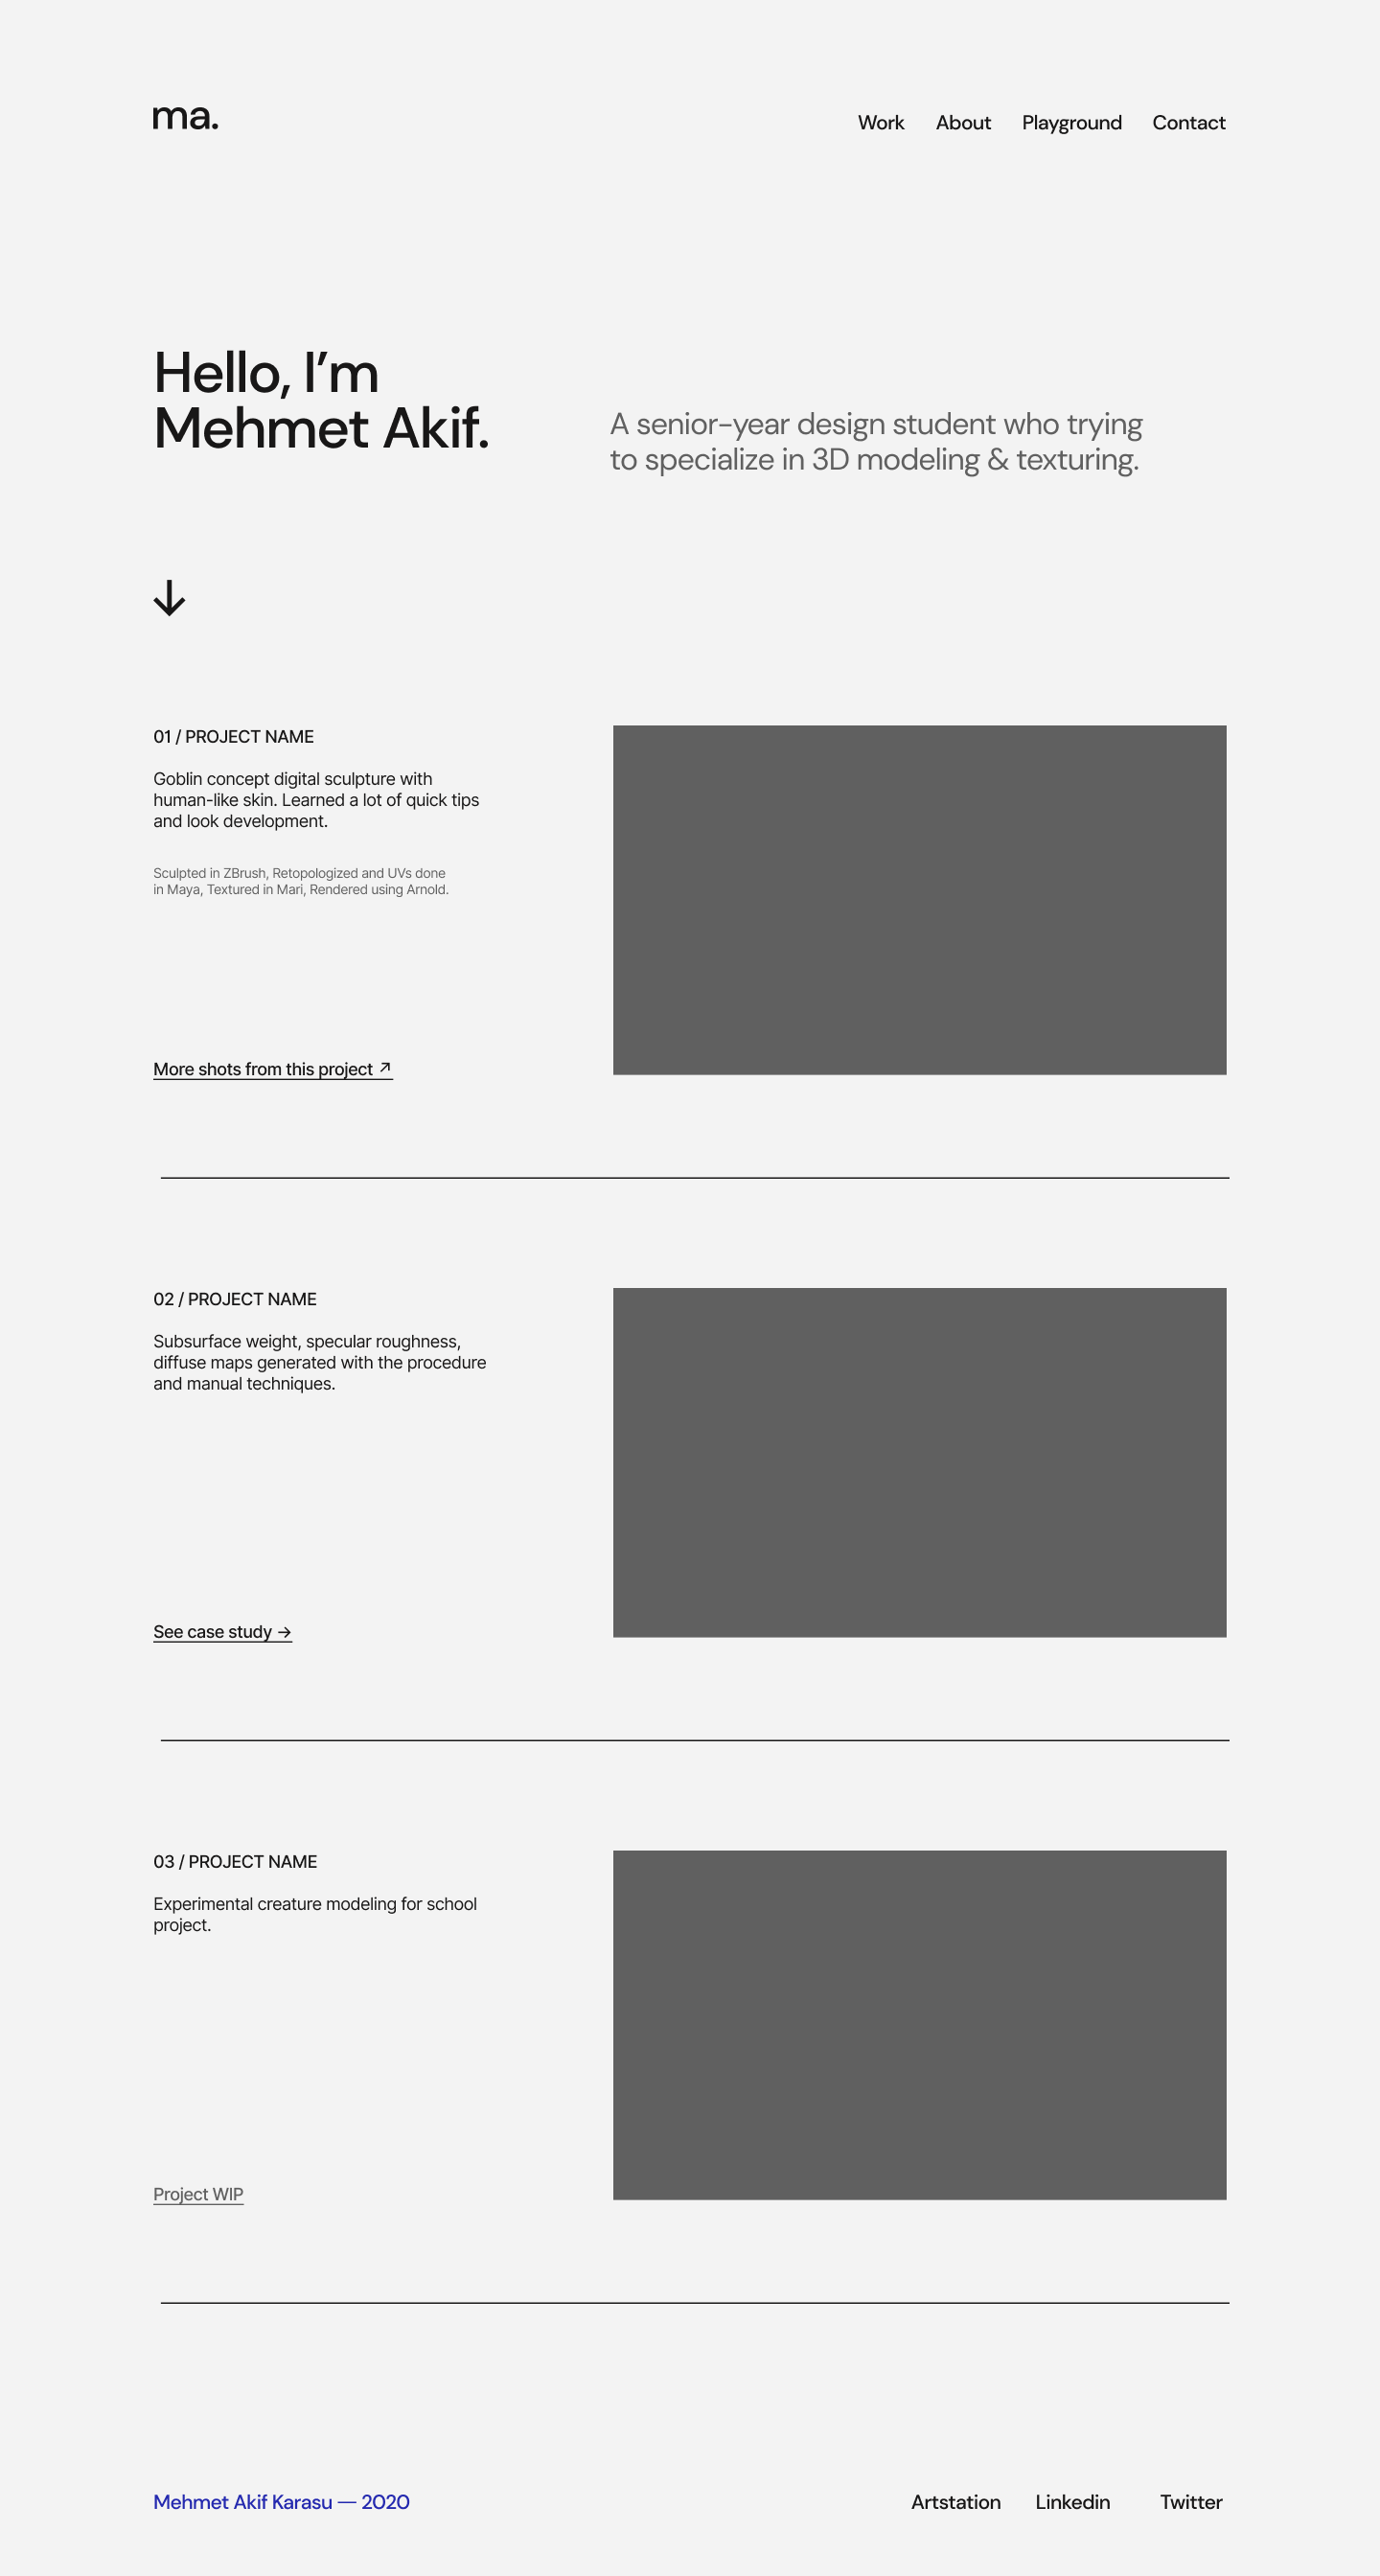 ma.
Work About Playground Contact
Hello, I’m
Mehmet Akif.
A senior-year design student who trying
to specialize in 3D modeling & texturing.
↓
01 / PROJECT NAME
Goblin concept digital sculpture with
human-like skin. Learned a lot of quick tips
and look development.
Sculpted in ZBrush, Retopologized and UVs done
in Maya, Textured in Mari, Rendered using Arnold.
More shots from this project ↗
02 / PROJECT NAME
Subsurface weight, specular roughness,
diffuse maps generated with the procedure
and manual techniques.
See case study →
03 / PROJECT NAME
Experimental creature modeling for school
project.
Project WIP
Mehmet Akif Karasu — 2020
Artstation Linkedin Twitter